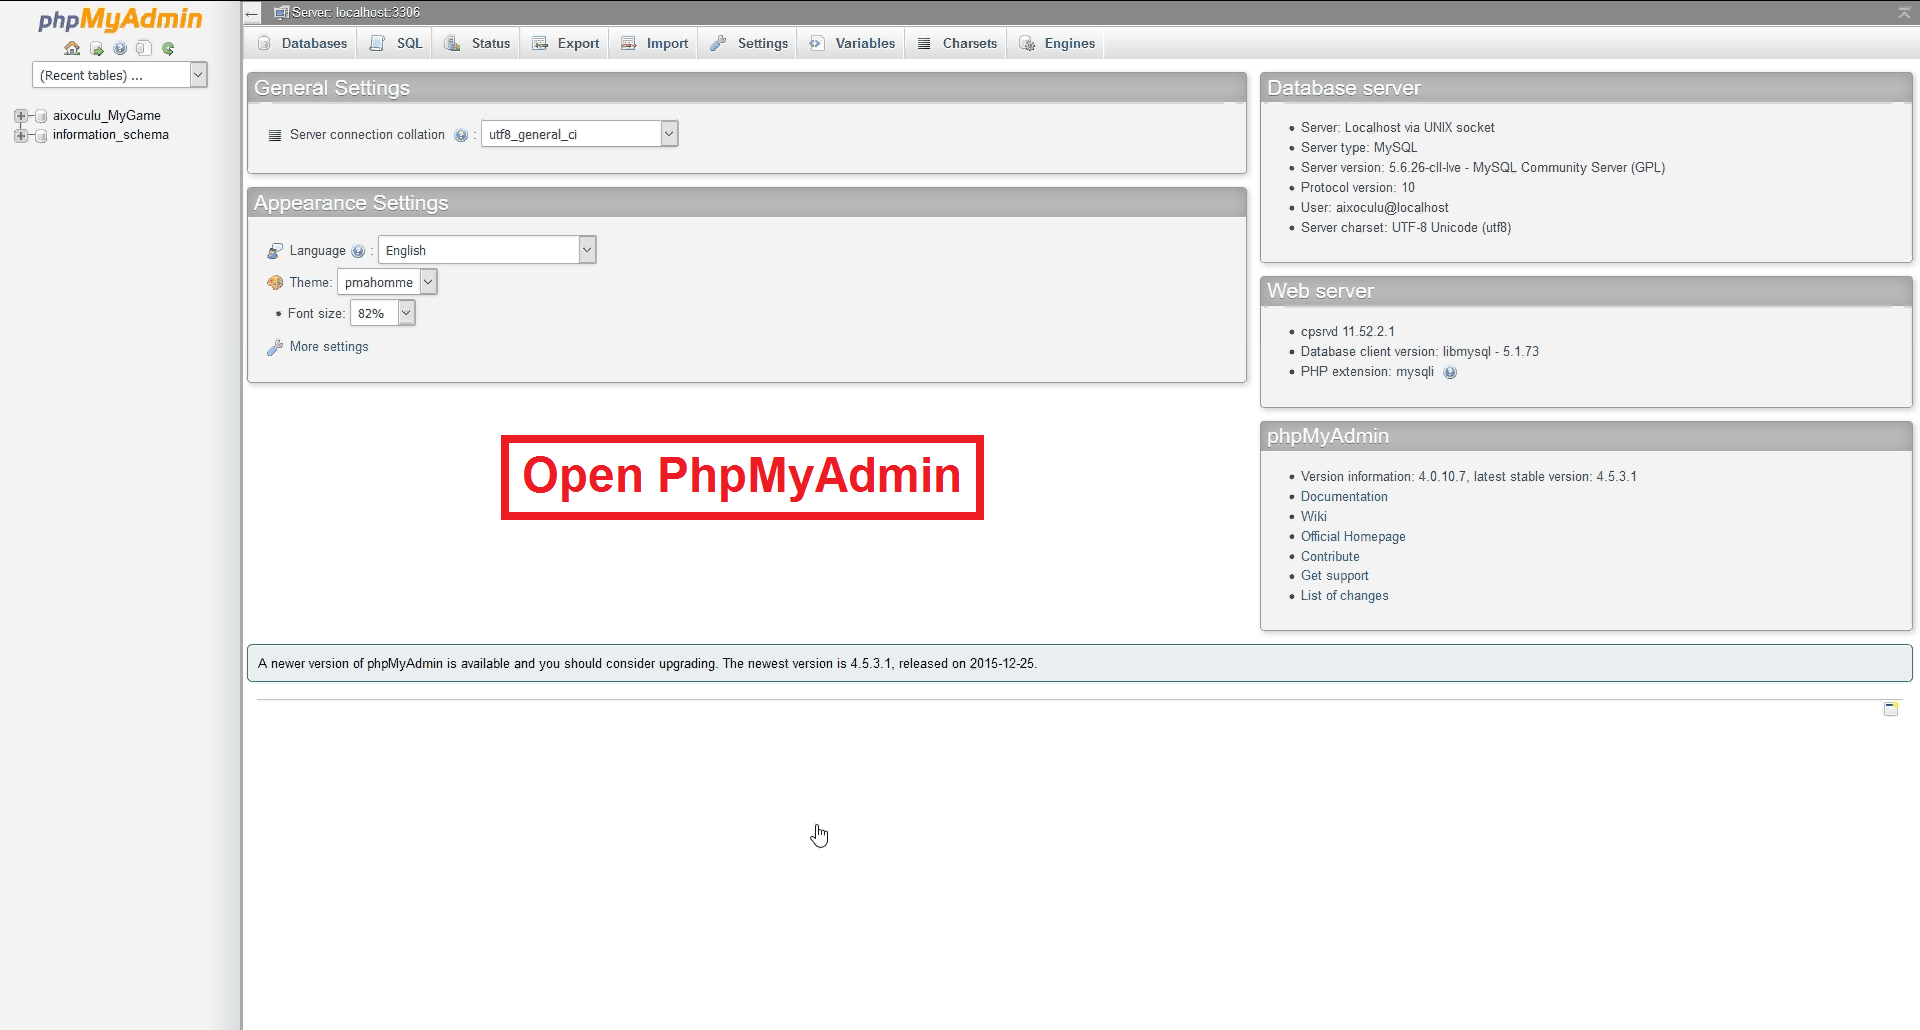 phpMyAdmin
(Recent tables) ...
aixoculu_MyGame
information_schema
Server: localhost:3306
Databases
SQL
Status
Export
Import
Settings
Variables
Charsets
Engines
General Settings
Server connection collation : utf8_general_ci
Appearance Settings
Language : English
Theme: pmahomme
Font size: 82%
More settings
Open PhpMyAdmin
Database server
Server: Localhost via UNIX socket
Server type: MySQL
Server version: 5.6.26-cll-lve - MySQL Community Server (GPL)
Protocol version: 10
User: aixoculu@localhost
Server charset: UTF-8 Unicode (utf8)
Web server
cpsrvd 11.52.2.1
Database client version: libmysql - 5.1.73
PHP extension: mysqli
phpMyAdmin
Version information: 4.0.10.7, latest stable version: 4.5.3.1
Documentation
Wiki
Official Homepage
Contribute
Get support
List of changes
A newer version of phpMyAdmin is available and you should consider upgrading. The newest version is 4.5.3.1, released on 2015-12-25.